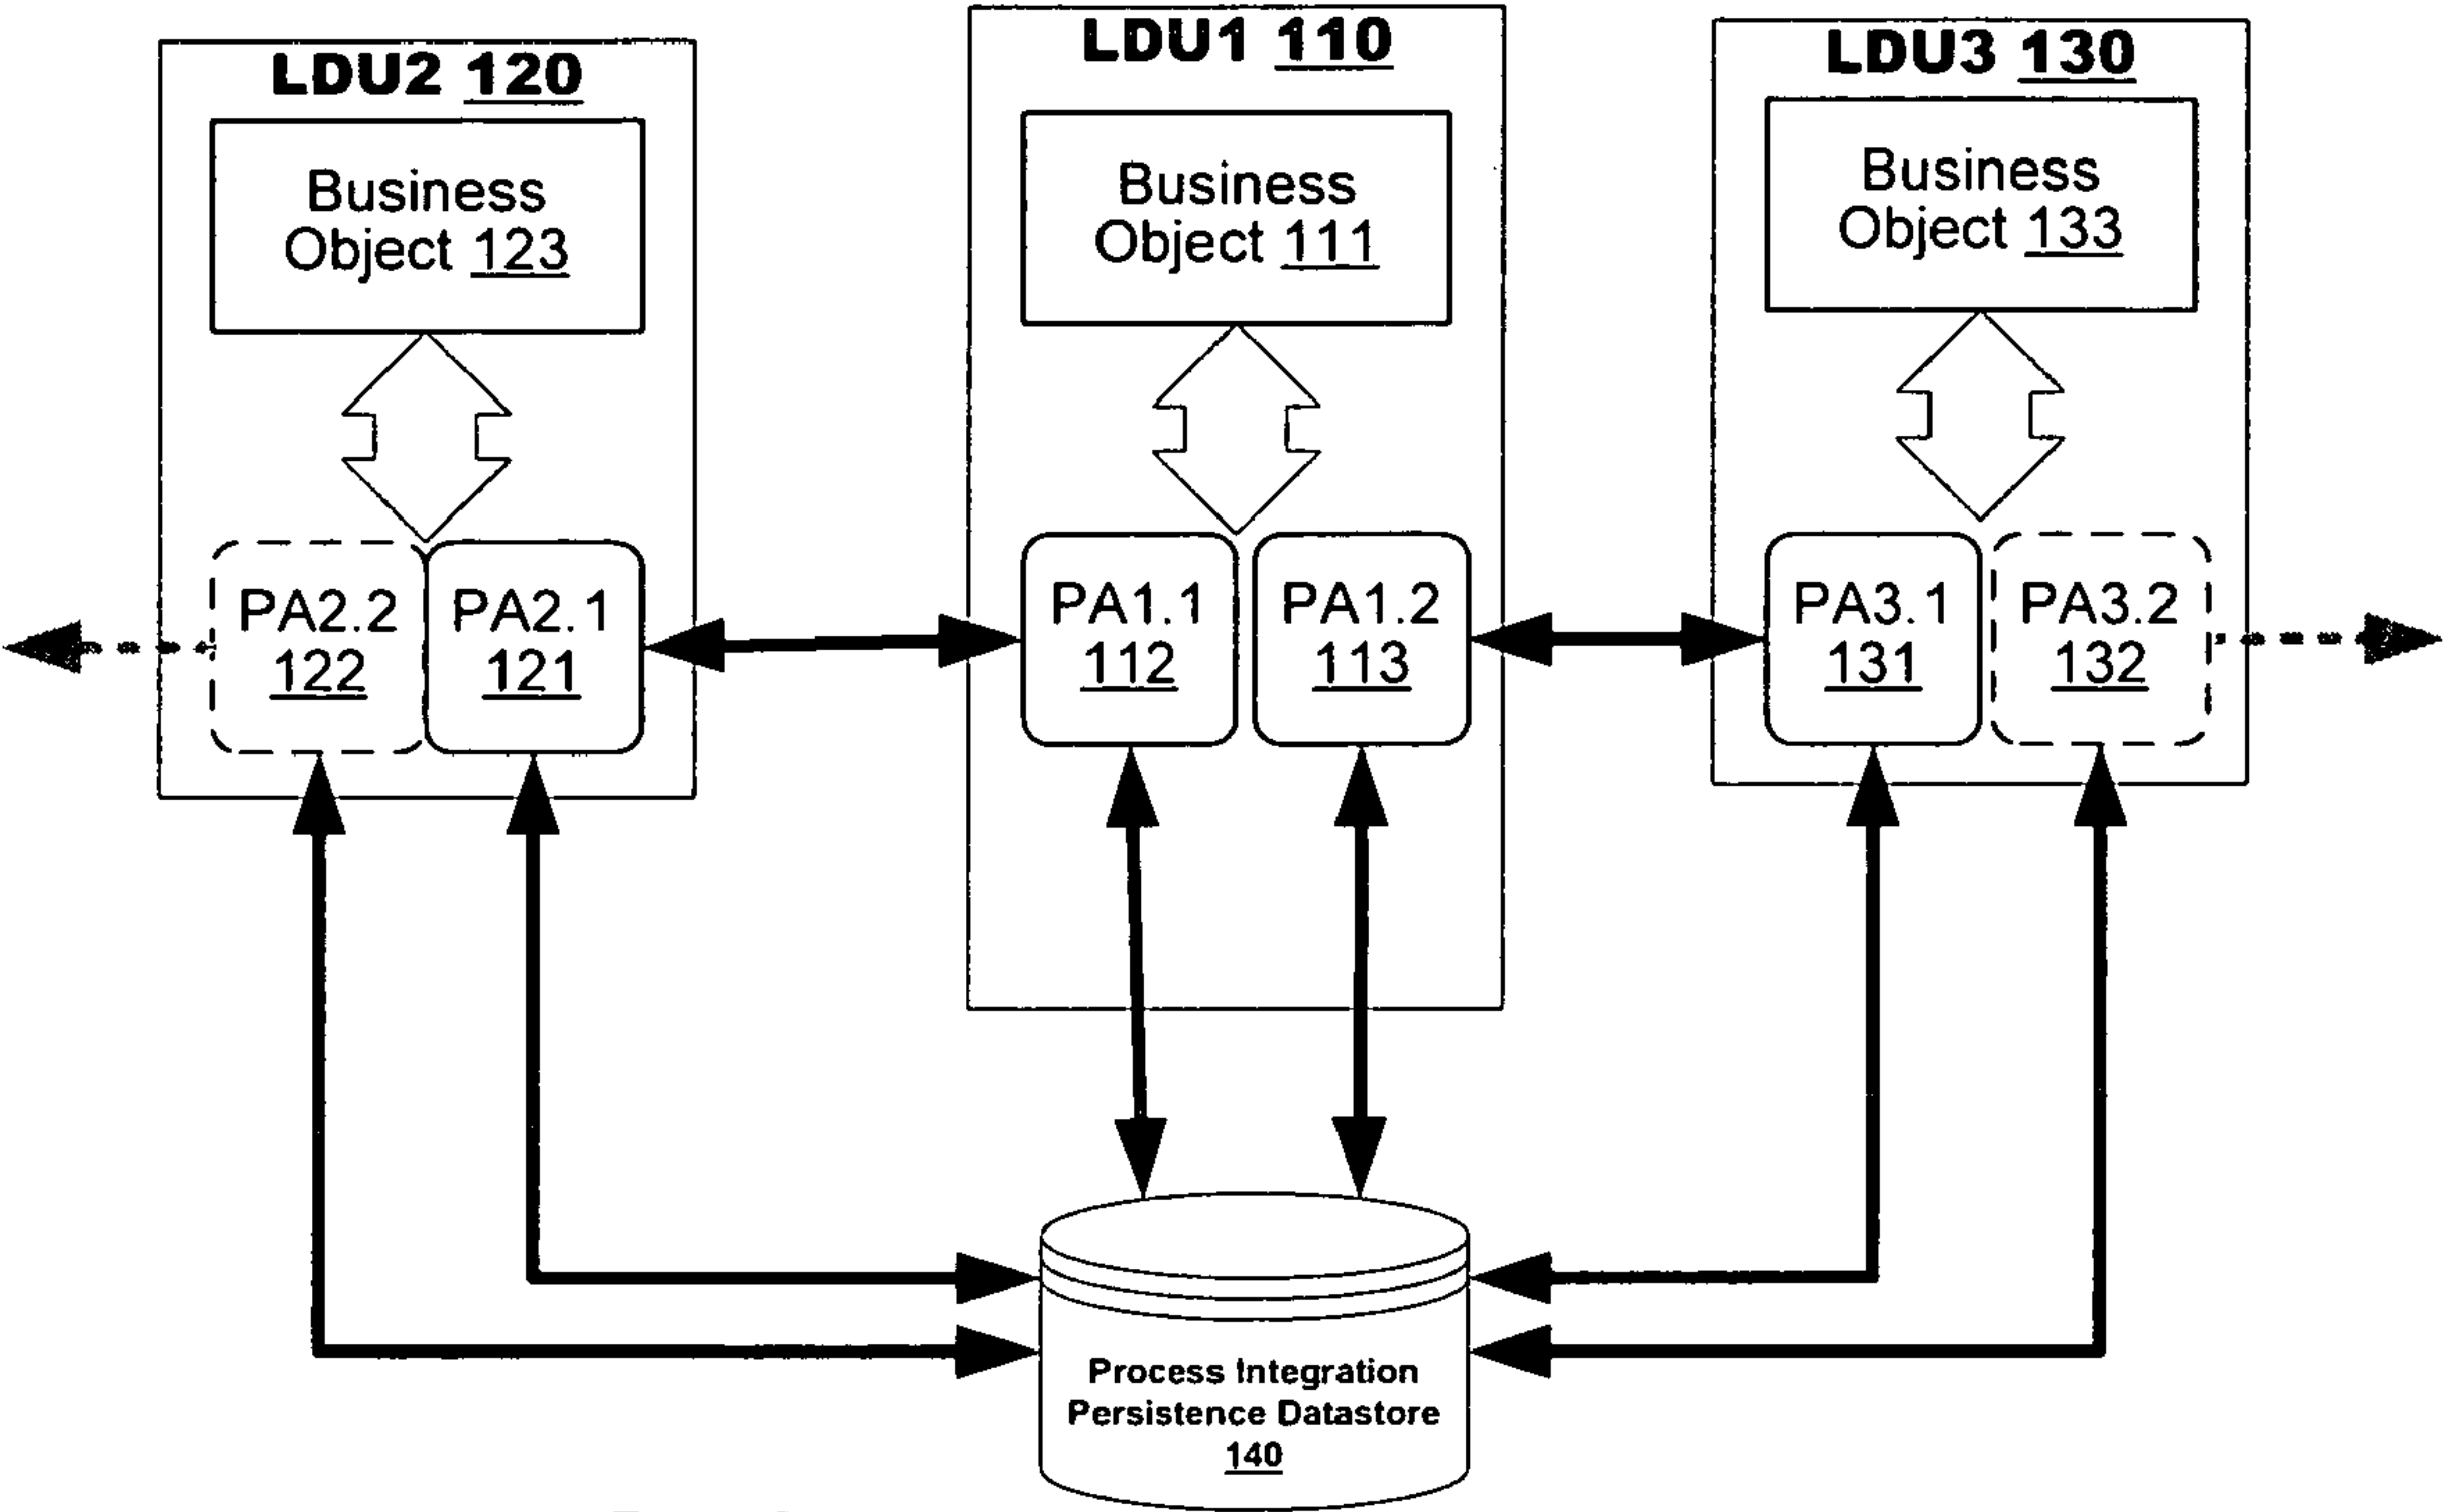 LDU2 120
Business
Object 123
PA2.2
122
PA2.1
121
LDU1 110
Business
Object 111
PA1.1
112
PA1.2
113
LDU3 130
Business
Object 133
PA3.1
131
PA3.2
132
Process Integration
Persistence Datastore
140